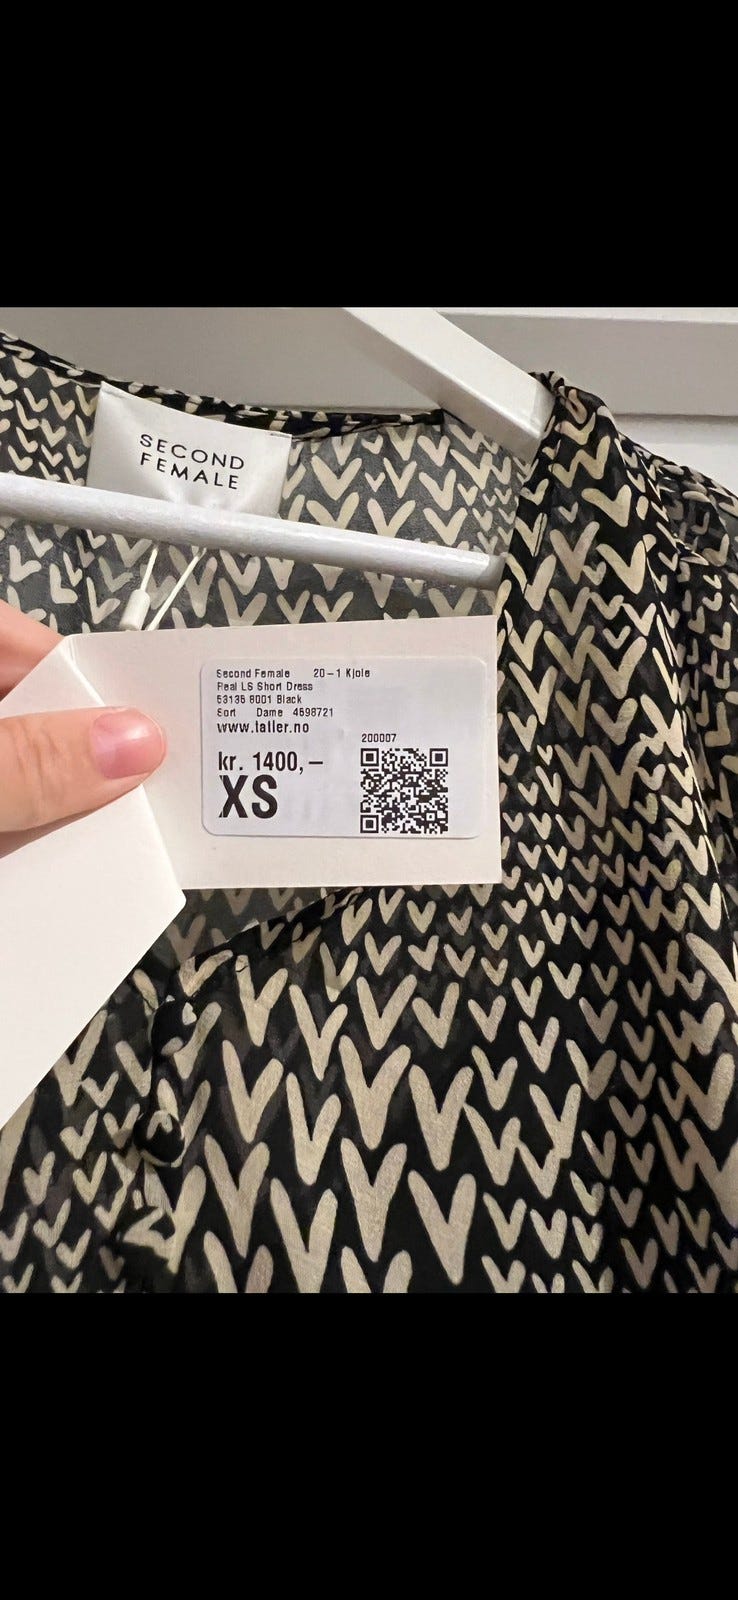 SECOND
FEMALE
Second Female 20-1 Kjole
Real LS Short Dress
53135 8001 Black
Sort Dame 4598721
www.taller.no
200007
kr. 1400,-
XS